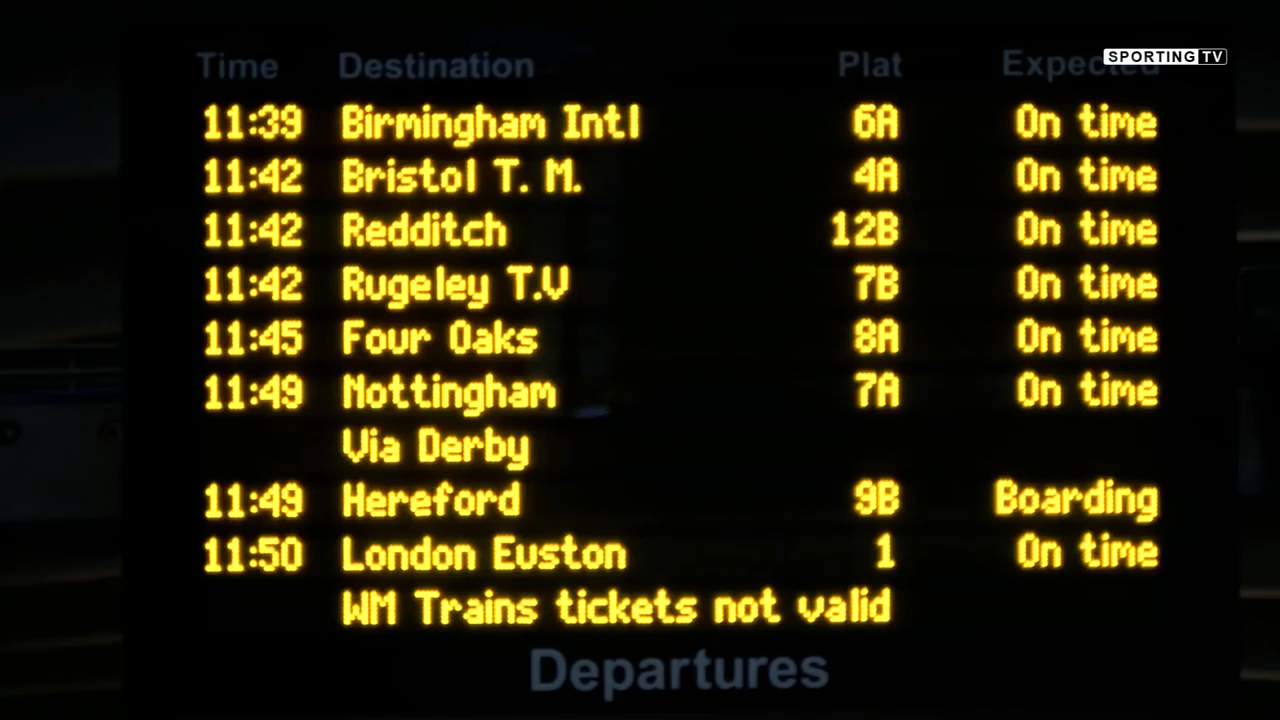 SPORTING TV
Time Destination Plat Expected
11:39 Birmingham Intl 6A On time
11:42 Bristol T. M. 4A On time
11:42 Redditch 12B On time
11:42 Rugeley T.V 7B On time
11:45 Four Oaks 8A On time
11:49 Nottingham 7A On time
Via Derby
11:49 Hereford 9B Boarding
11:50 London Euston 1 On time
WM Trains tickets not valid
Departures